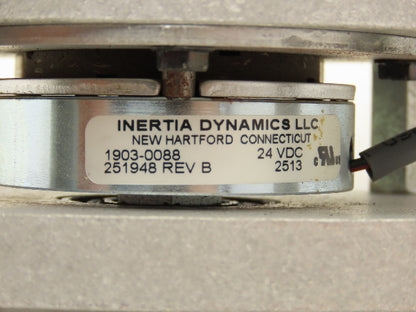 INERTIA DYNAMICS LLC
NEW HARTFORD CONNECTICUT
1903-0088 24 VDC
251948 REV B 2513